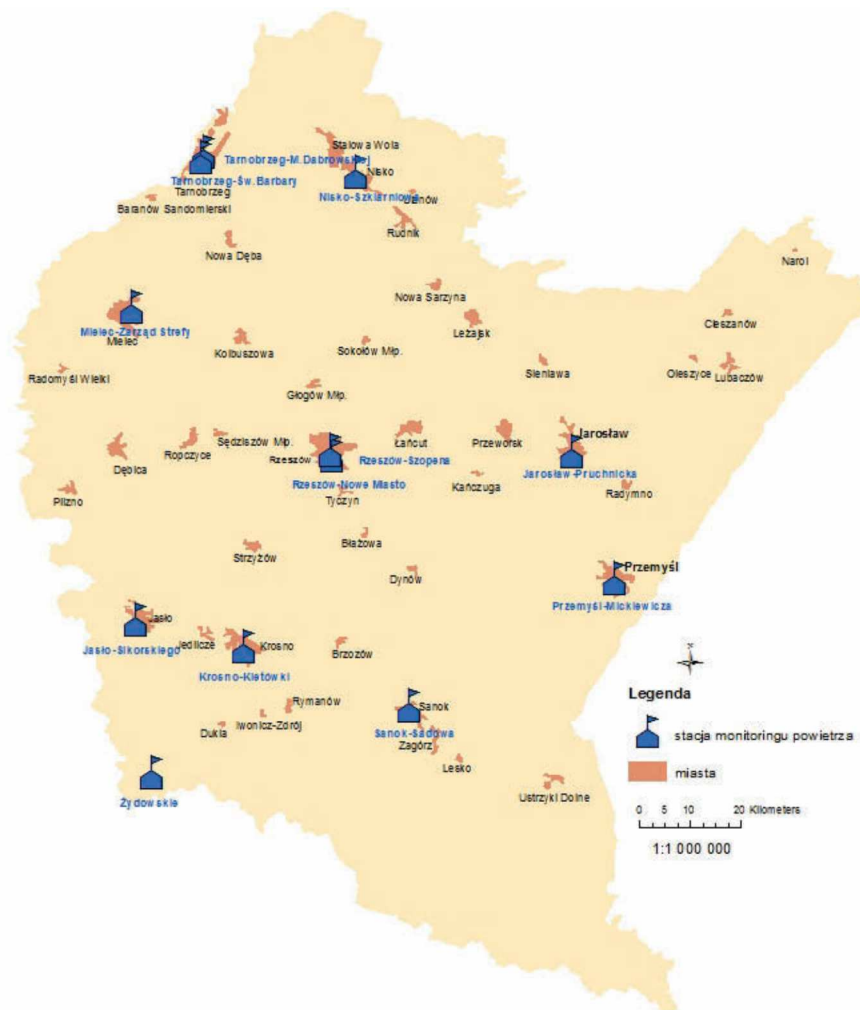 Stalowa Wola
Tarnobrzeg-M.Dabrowskiej
Nisko
Tarnobrzeg-Św.Barbary
Tarnobrzeg
Nisko-Szklarniowa
Ulanów
Baranów Sandomierski
Rudnik
Nowa Dęba
Narol
Nowa Sarzyna
Cieszanów
Leżajsk
Mielec-Zarząd Strefy
Mielec
Kolbuszowa
Sokołów Młp.
Sieniawa
Oleszyce
Lubaczów
Radomyśl Wielki
Głogów Młp.
Jarosław
Sędziszów Młp.
Łańcut
Przeworsk
Ropczyce
Rzeszów
Rzeszów-Szopena
Dębica
Jarosław-Pruchnicka
Rzeszów-Nowe Miasto
Kańczuga
Radymno
Pilzno
Tyczyn
Błażowa
Strzyżów
Dynów
Przemyśl
Przemyśl-Mickiewicza
Jasło
Jedlicze
Krosno
Brzozów
Jasło-Sikorskiego
Krosno-Kletówki
Rymanów
Sanok
Iwonicz-Zdrój
Dukla
Sanok-Sadowa
Zagórz
Lesko
Żydowskie
Ustrzyki Dolne
N
Legenda
stacja monitoringu powietrza
miasta
0 5 10 20 Kilometers
1:1 000 000